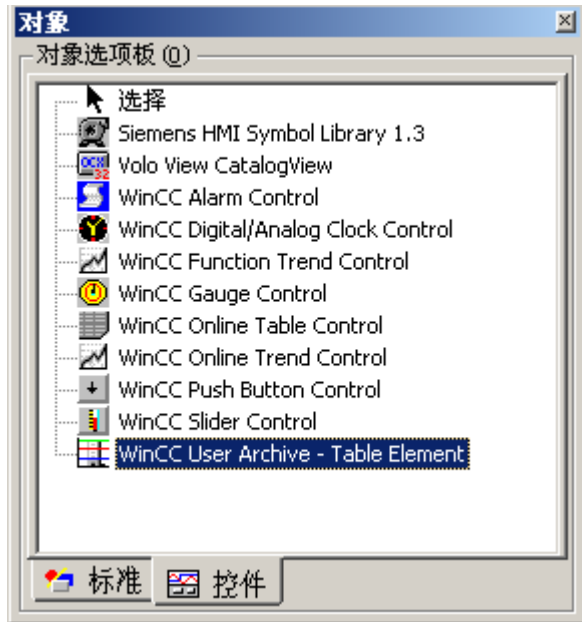 对象
对象选项板 (O)
选择
Siemens HMI Symbol Library 1.3
Volo View CatalogView
WinCC Alarm Control
WinCC Digital/Analog Clock Control
WinCC Function Trend Control
WinCC Gauge Control
WinCC Online Table Control
WinCC Online Trend Control
WinCC Push Button Control
WinCC Slider Control
WinCC User Archive - Table Element
标准 控件